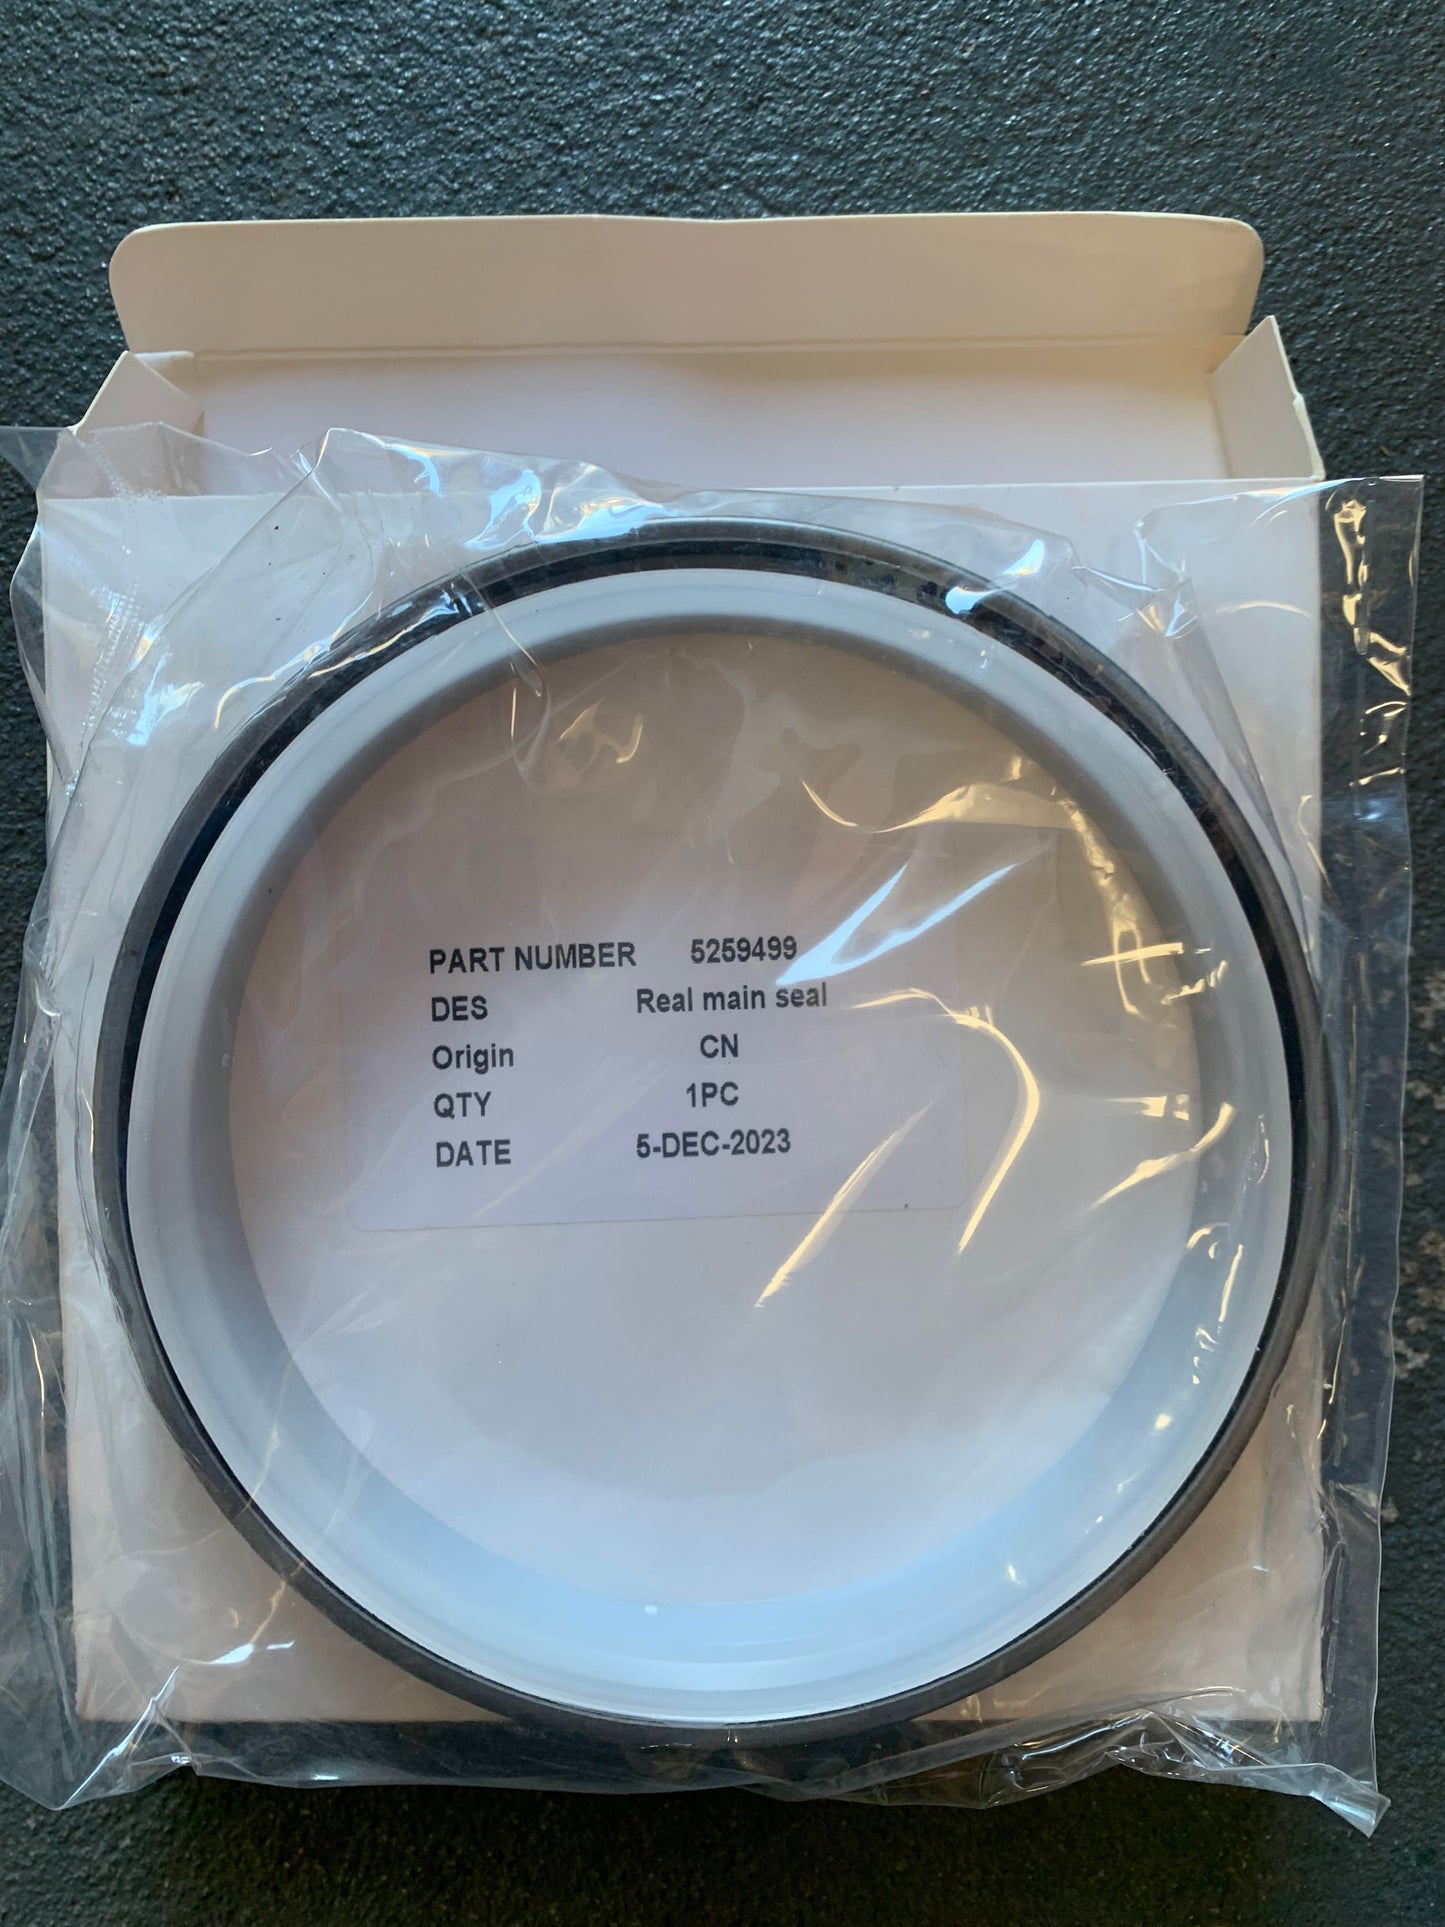 PART NUMBER 5259499
DES Real main seal
Origin CN
QTY 1PC
DATE 5-DEC-2023